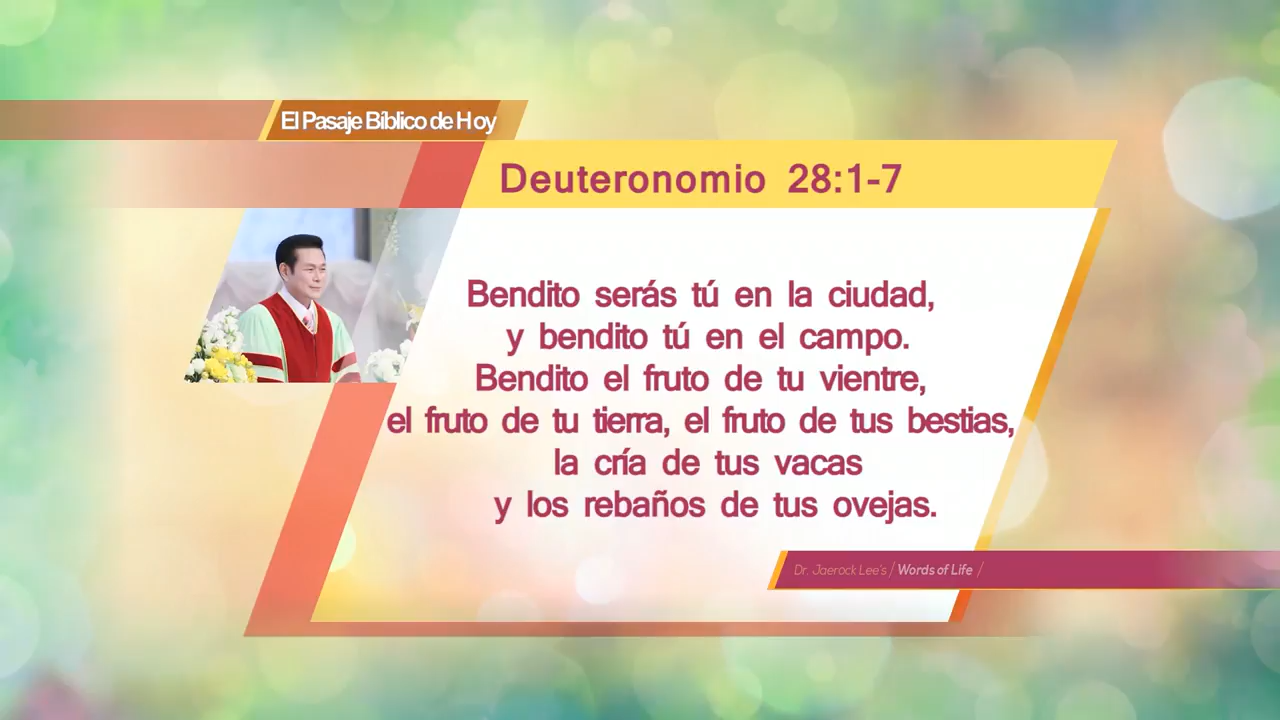 El Pasaje Bíblico de Hoy
Deuteronomio 28:1-7
Bendito serás tú en la ciudad,
y bendito tú en el campo.
Bendito el fruto de tu vientre,
el fruto de tu tierra, el fruto de tus bestias,
la cría de tus vacas
y los rebaños de tus ovejas.
Dr. Jaerock Lee's / Words of Life /